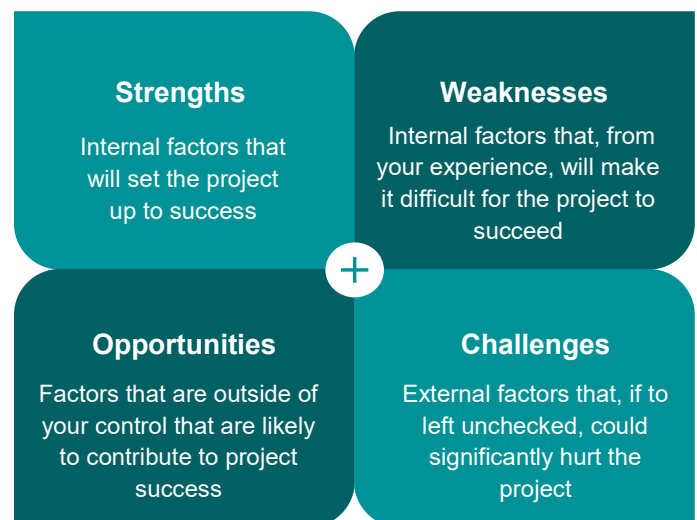 Strengths
Internal factors that
will set the project
up to success
Weaknesses
Internal factors that, from
your experience, will make
it difficult for the project to
succeed
Opportunities
Factors that are outside of
your control that are likely
to contribute to project
success
Challenges
External factors that, if to
left unchecked, could
significantly hurt the
project